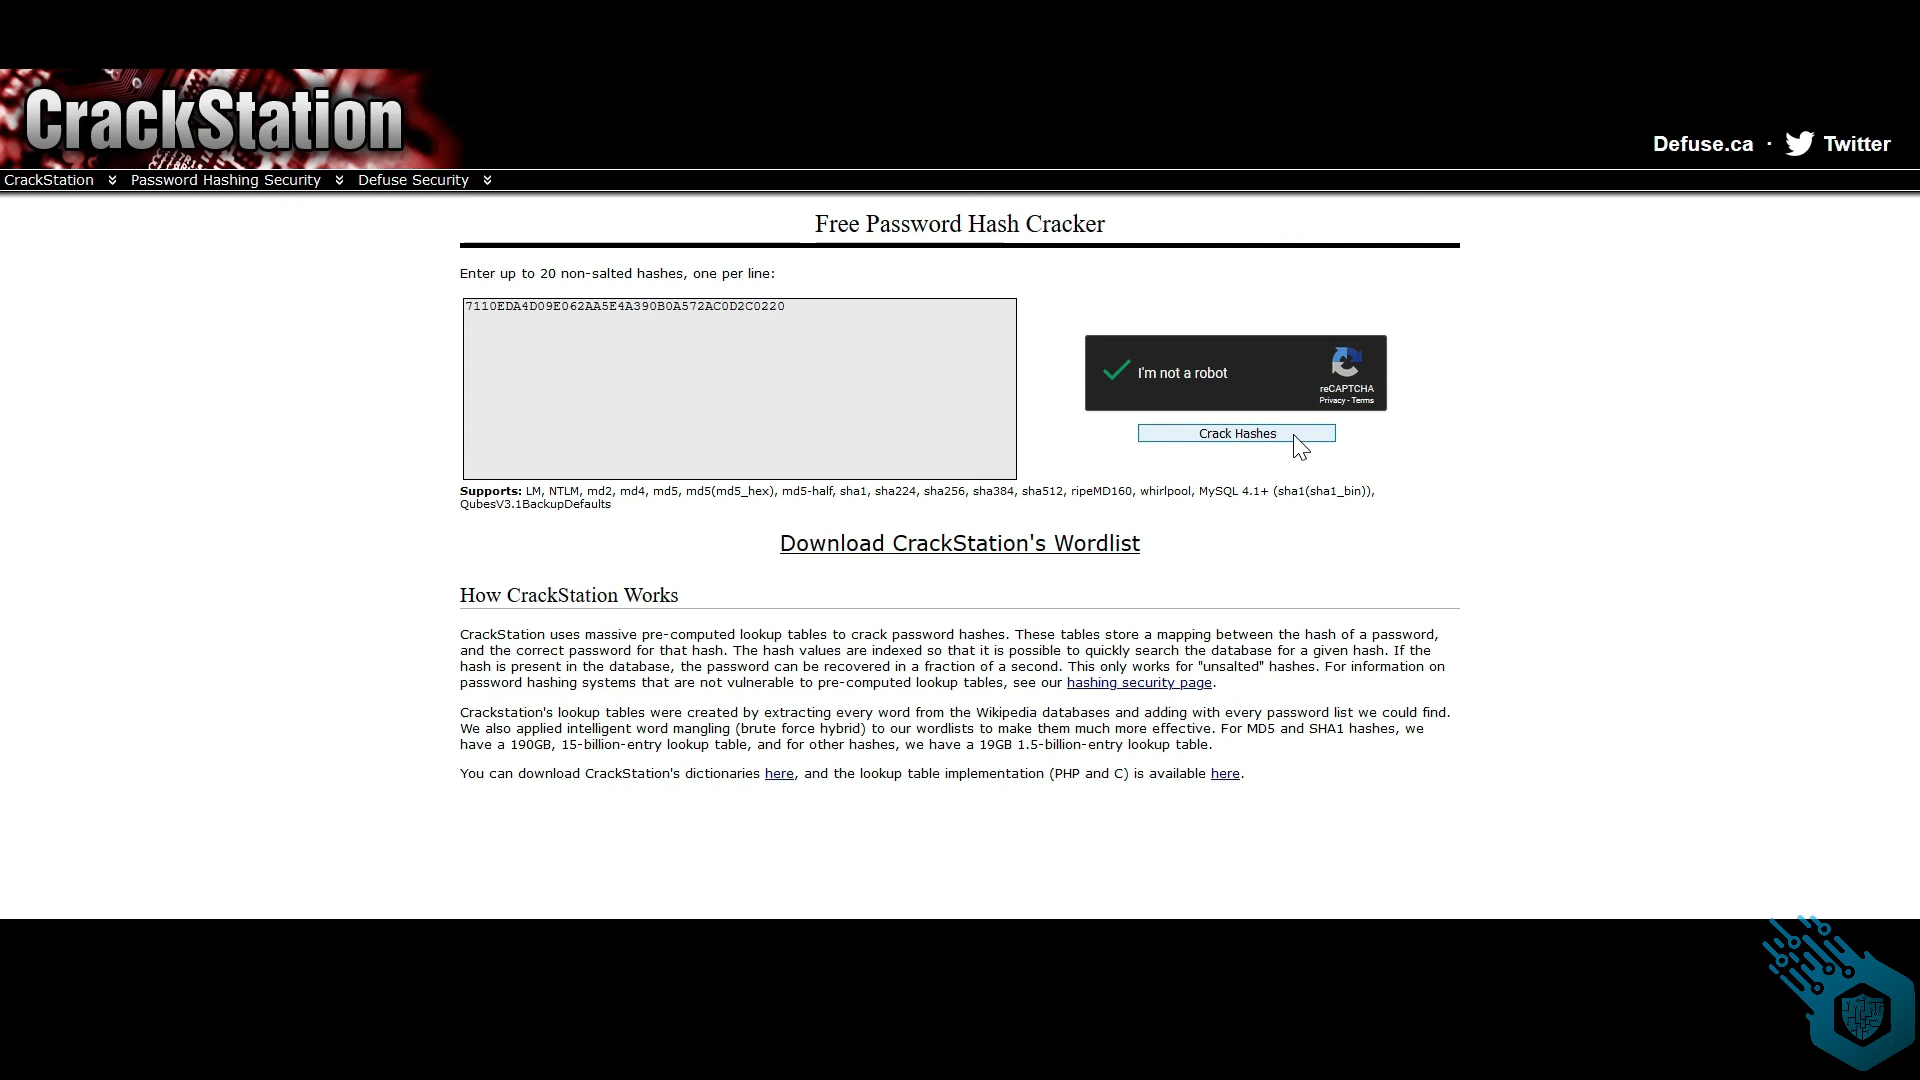 CrackStation
Defuse.ca · Twitter
CrackStation Password Hashing Security Defuse Security
Free Password Hash Cracker
Enter up to 20 non-salted hashes, one per line:
7110EDA4D09E062AA5E4A390B0A572AC0D2C0220
I'm not a robot
reCAPTCHA
Privacy - Terms
Crack Hashes
Supports: LM, NTLM, md2, md4, md5, md5(md5_hex), md5-half, sha1, sha224, sha256, sha384, sha512, ripeMD160, whirlpool, MySQL 4.1+ (sha1(sha1_bin)),
QubesV3.1BackupDefaults
Download CrackStation's Wordlist
How CrackStation Works
CrackStation uses massive pre-computed lookup tables to crack password hashes. These tables store a mapping between the hash of a password,
and the correct password for that hash. The hash values are indexed so that it is possible to quickly search the database for a given hash. If the
hash is present in the database, the password can be recovered in a fraction of a second. This only works for "unsalted" hashes. For information on
password hashing systems that are not vulnerable to pre-computed lookup tables, see our hashing security page.
Crackstation's lookup tables were created by extracting every word from the Wikipedia databases and adding with every password list we could find.
We also applied intelligent word mangling (brute force hybrid) to our wordlists to make them much more effective. For MD5 and SHA1 hashes, we
have a 190GB, 15-billion-entry lookup table, and for other hashes, we have a 19GB 1.5-billion-entry lookup table.
You can download CrackStation's dictionaries here, and the lookup table implementation (PHP and C) is available here.